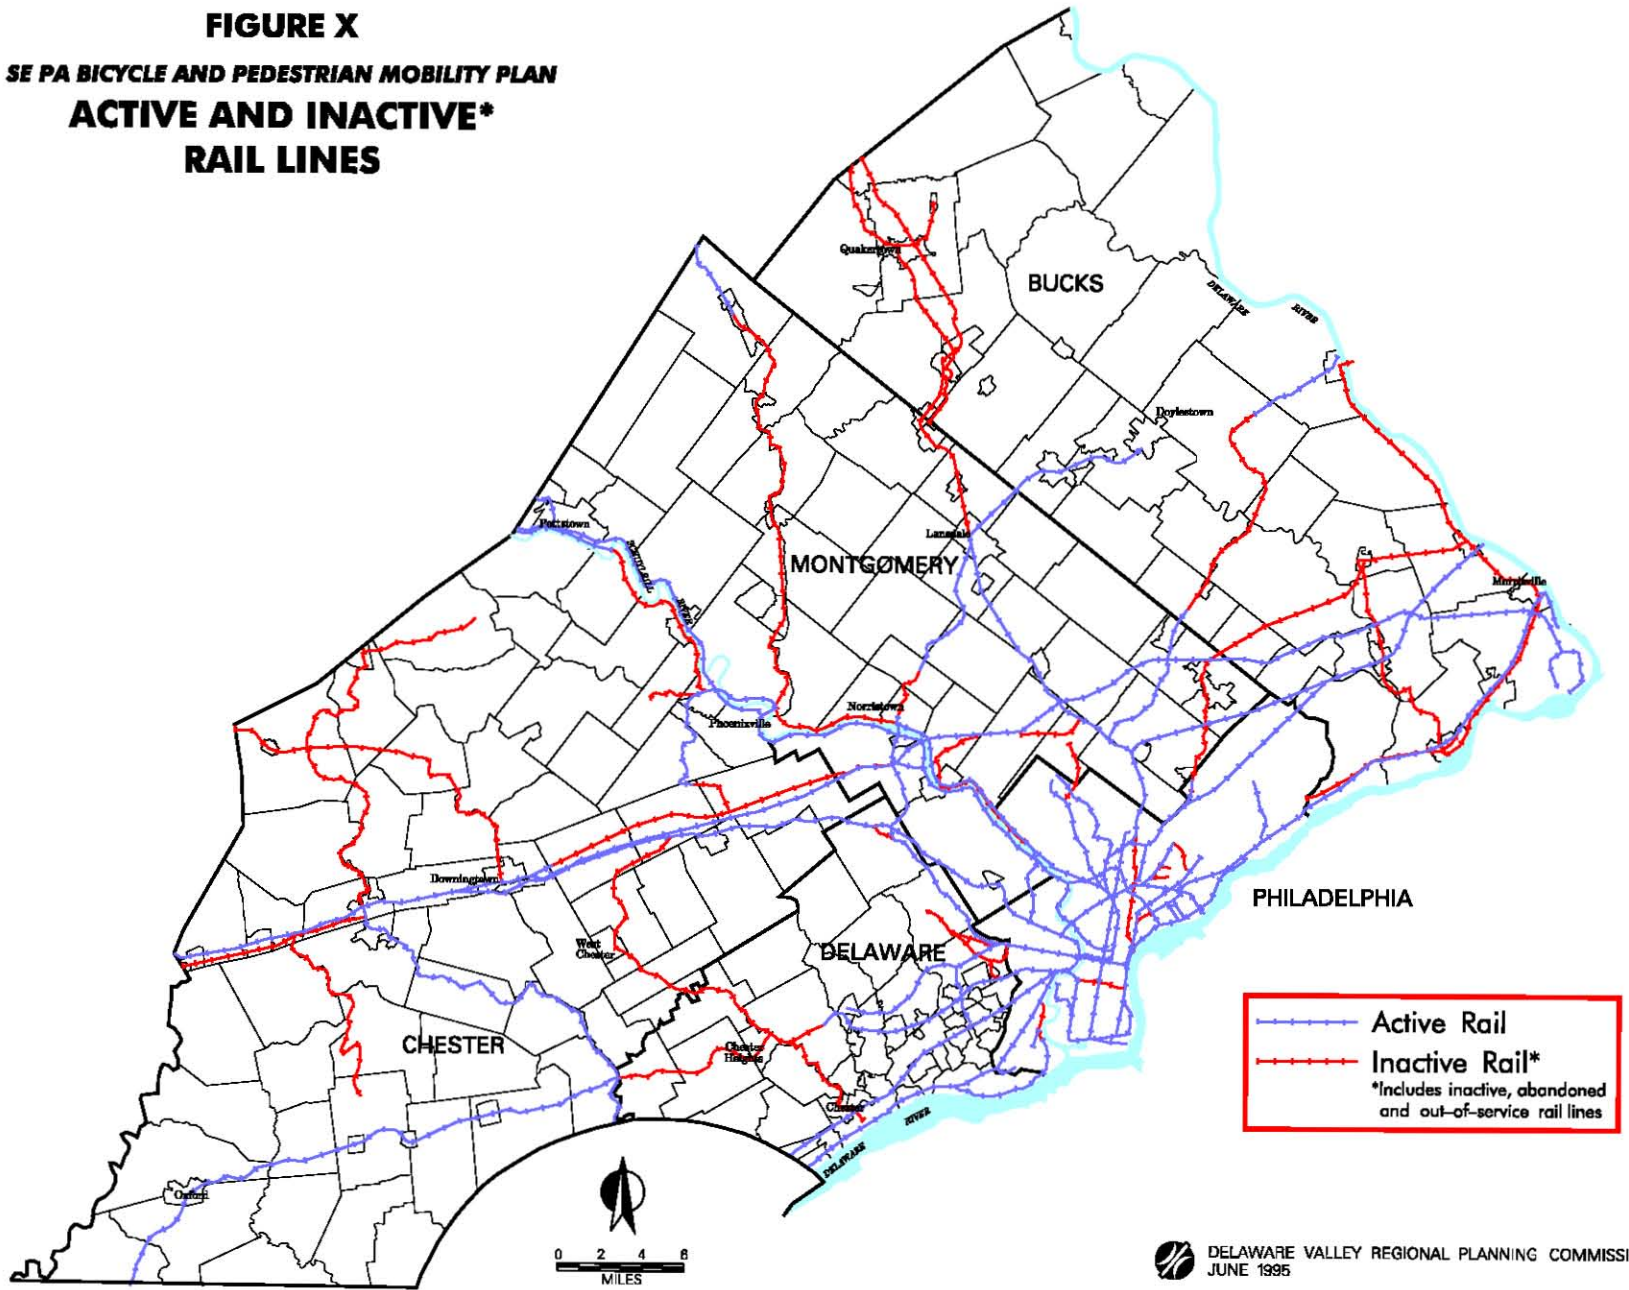 FIGURE X
SE PA BICYCLE AND PEDESTRIAN MOBILITY PLAN
ACTIVE AND INACTIVE*
RAIL LINES
Quakertown
BUCKS
DELAWARE
RIVER
Doylestown
Pottstown
SCHUYLKILL
RIVER
Lansdale
MONTGOMERY
Morrisville
Norristown
Phoenixville
Downingtown
PHILADELPHIA
West
Chester
DELAWARE
CHESTER
Chester
Heights
Chester
DELAWARE
RIVER
Oxford
Active Rail
Inactive Rail*
*Includes inactive, abandoned
and out-of-service rail lines
0 2 4 6
MILES
DELAWARE VALLEY REGIONAL PLANNING COMMISSI
JUNE 1995